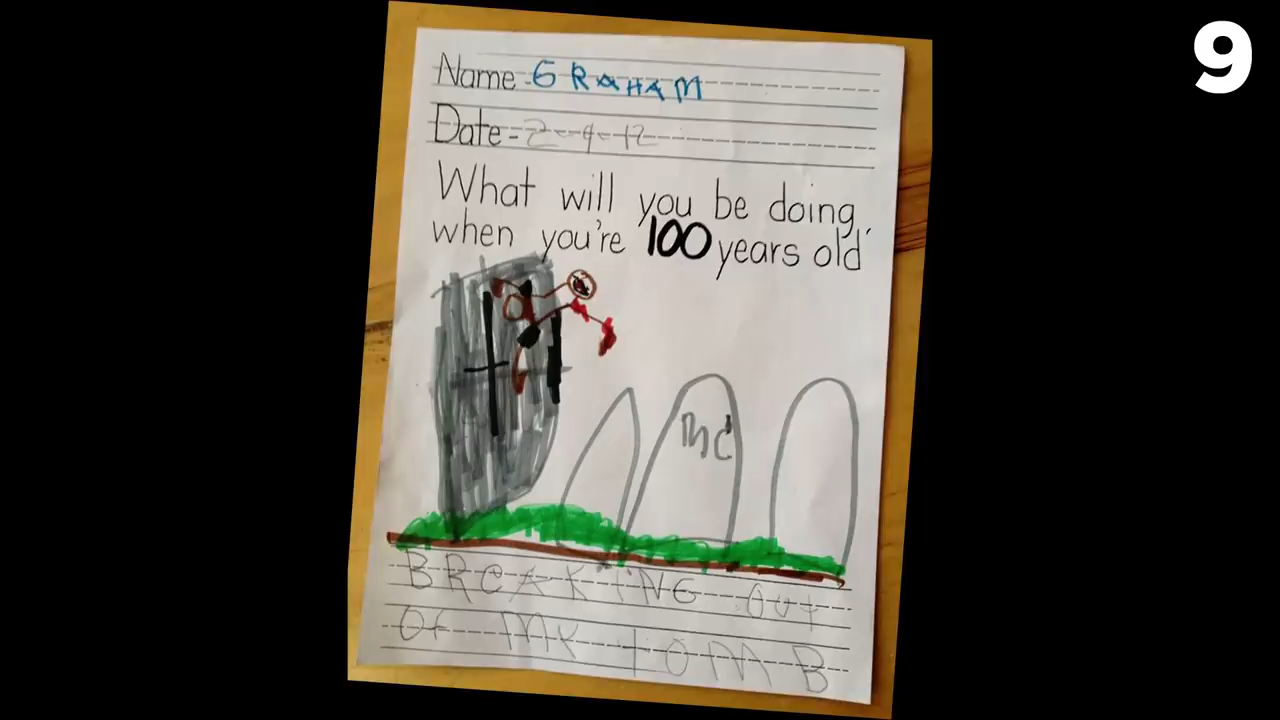 9
Name - GRAHAM
Date - 2-9-12
What will you be doing
when you're 100 years old
BREAKING out
of MY tOMB